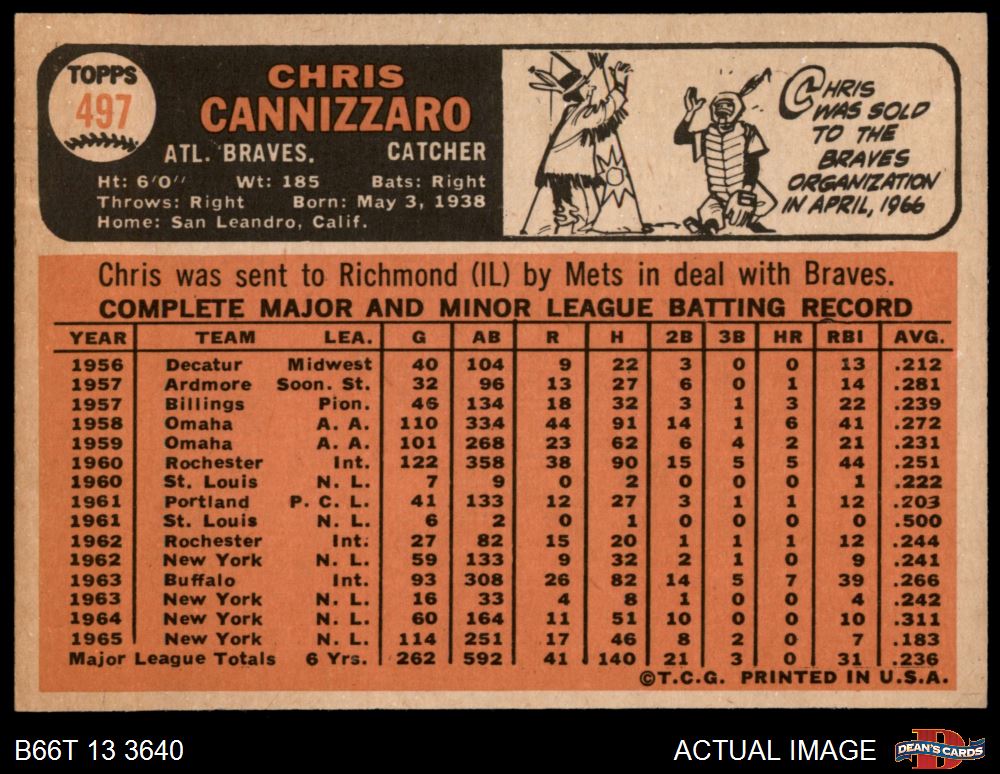 TOPPS
497
CHRIS
CANNIZZARO
ATL. BRAVES. CATCHER
Ht: 6'0" Wt: 185 Bats: Right
Throws: Right Born: May 3, 1938
Home: San Leandro, Calif.
CHRIS
WAS SOLD
TO THE
BRAVES
ORGANIZATION
IN APRIL, 1966
Chris was sent to Richmond (IL) by Mets in deal with Braves.
COMPLETE MAJOR AND MINOR LEAGUE BATTING RECORD
YEAR TEAM LEA. G AB R H 2B 3B HR RBI AVG.
1956 Decatur Midwest 40 104 9 22 3 0 0 13 .212
1957 Ardmore Soon. St. 32 96 13 27 6 0 1 14 .281
1957 Billings Pion. 46 134 18 32 3 1 3 22 .239
1958 Omaha A. A. 110 334 44 91 14 1 6 41 .272
1959 Omaha A. A. 101 268 23 62 6 4 2 21 .231
1960 Rochester Int. 122 358 38 90 15 5 5 44 .251
1960 St. Louis N. L. 7 9 0 2 0 0 0 1 .222
1961 Portland P. C. L. 41 133 12 27 3 1 1 12 .203
1961 St. Louis N. L. 6 2 0 1 0 0 0 0 .500
1962 Rochester Int. 27 82 15 20 1 1 1 12 .244
1962 New York N. L. 59 133 9 32 2 1 0 9 .241
1963 Buffalo Int. 93 308 26 82 14 5 7 39 .266
1963 New York N. L. 16 33 4 8 1 0 0 4 .242
1964 New York N. L. 60 164 11 51 10 0 0 10 .311
1965 New York N. L. 114 251 17 46 8 2 0 7 .183
Major League Totals 6 Yrs. 262 592 41 140 21 3 0 31 .236
©T.C.G. PRINTED IN U.S.A.
B66T 13 3640 ACTUAL IMAGE DEAN'S CARDS